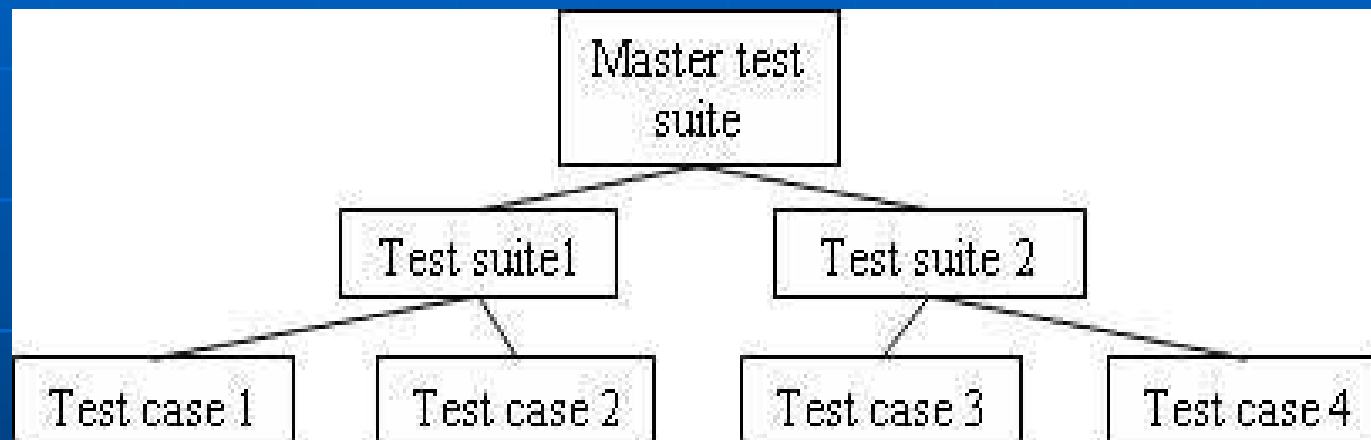 Master test
suite
Test suite1
Test suite 2
Test case 1
Test case 2
Test case 3
Test case 4